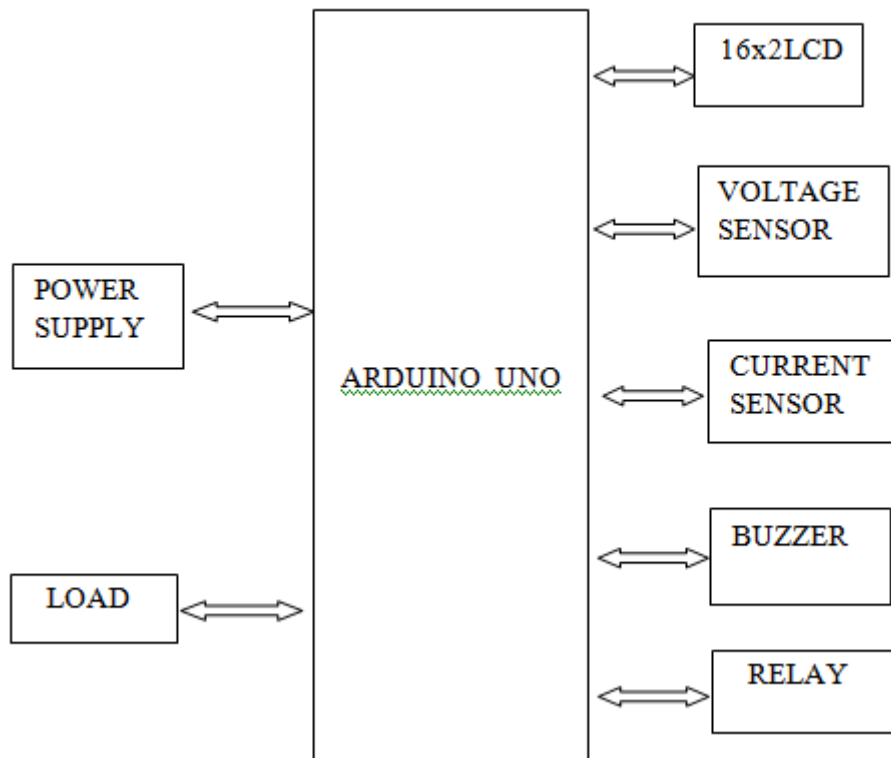 16x2LCD
VOLTAGE
SENSOR
POWER
SUPPLY
ARDUINO UNO
CURRENT
SENSOR
BUZZER
LOAD
RELAY